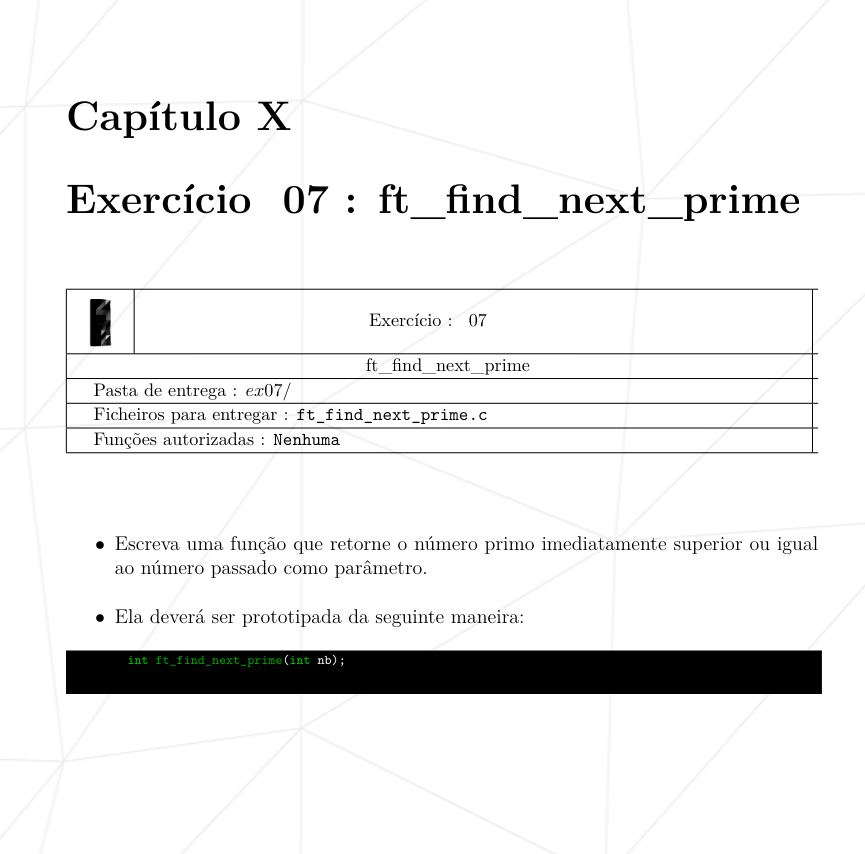 Capítulo X
Exercício 07 : ft_find_next_prime
Exercício : 07
ft_find_next_prime
Pasta de entrega : ex07/
Ficheiros para entregar : ft_find_next_prime.c
Funções autorizadas : Nenhuma
• Escreva uma função que retorne o número primo imediatamente superior ou igual
ao número passado como parâmetro.
• Ela deverá ser prototipada da seguinte maneira:
int ft_find_next_prime(int nb);